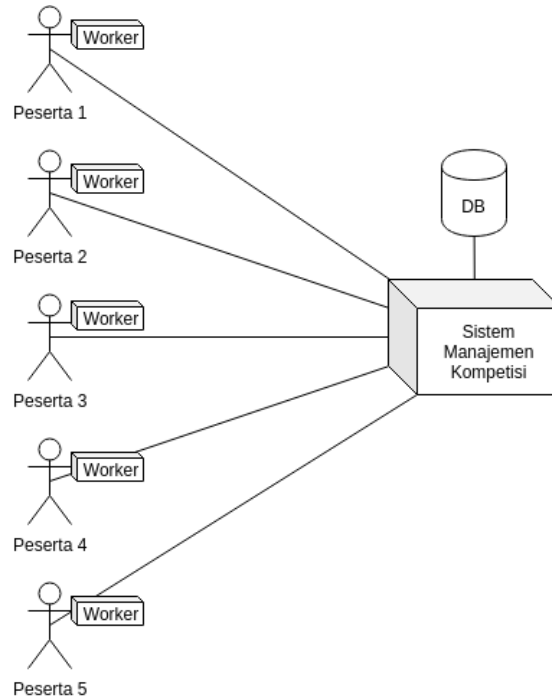 Worker
Peserta 1
Worker
Peserta 2
DB
Worker
Peserta 3
Sistem
Manajemen
Kompetisi
Worker
Peserta 4
Worker
Peserta 5